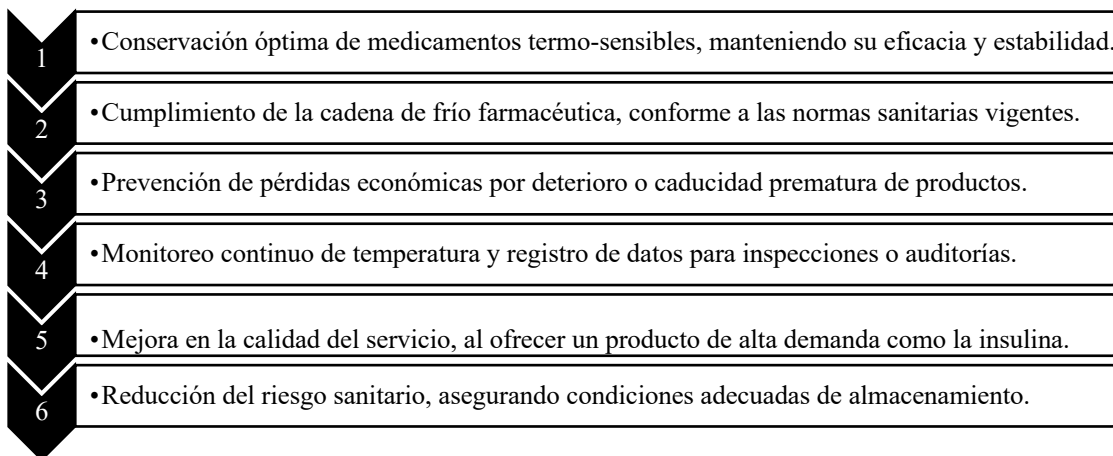 1
•Conservación óptima de medicamentos termo-sensibles, manteniendo su eficacia y estabilidad.
2
•Cumplimiento de la cadena de frío farmacéutica, conforme a las normas sanitarias vigentes.
3
•Prevención de pérdidas económicas por deterioro o caducidad prematura de productos.
4
•Monitoreo continuo de temperatura y registro de datos para inspecciones o auditorías.
5
•Mejora en la calidad del servicio, al ofrecer un producto de alta demanda como la insulina.
6
•Reducción del riesgo sanitario, asegurando condiciones adecuadas de almacenamiento.